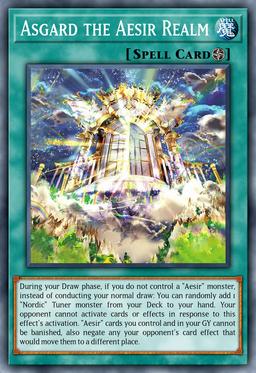 Asgard the Aesir Realm
[Spell Card]
During your Draw phase, if you do not control a "Aesir" monster,
instead of conducting your normal draw: You can randomly add 1
"Nordic" Tuner monster from your Deck to your hand. Your
opponent cannot activate cards or effects in response to this
effect's activation. "Aesir" cards you control and in your GY cannot
be banished, also negate any your opponent's card effect that
would move them to a different place.